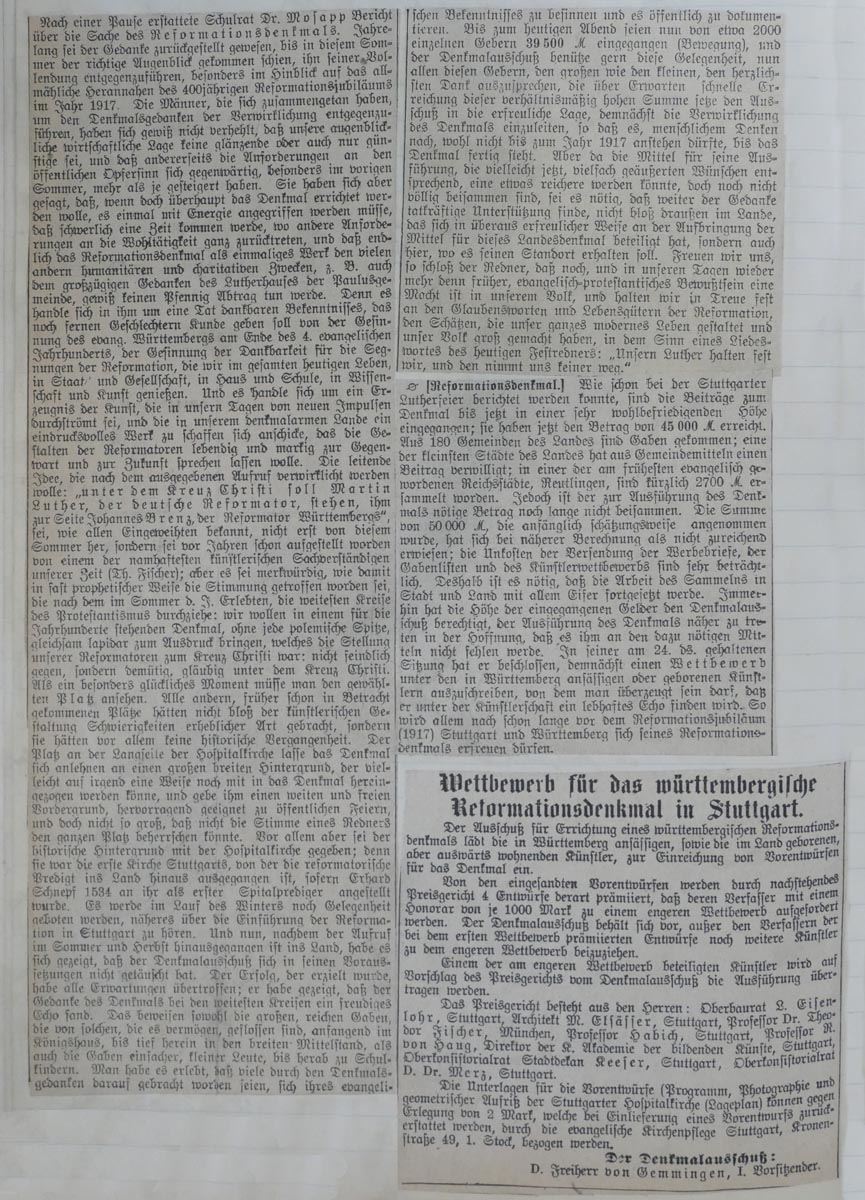 Nach einer Pause erstattete Schulrat Dr. Mosapp Bericht
über die Sache des Reformationsdenkmals. Jahre-
lang sei der Gedanke zurückgestellt gewesen, bis in diesem Som-
mer der richtige Augenblick gekommen schien, ihn seiner Vol-
lendung entgegenzuführen, besonders im Hinblick auf das all-
mähliche Herannahen des 400jährigen Reformationsjubiläums
im Jahr 1917. Die Männer, die sich zusammengetan haben,
um den Denkmalsgedanken der Verwirklichung entgegenzu-
führen, haben sich gewiß nicht verhehlt, daß unsere augenblick-
liche wirtschaftliche Lage keine glänzende oder auch nur gün-
stige sei, und daß andererseits die Anforderungen an den
öffentlichen Opfersinn sich gegenwärtig, besonders im vorigen
Sommer, mehr als je gesteigert haben. Sie haben sich aber
gesagt, daß, wenn doch überhaupt das Denkmal errichtet wer-
den wolle, es einmal mit Energie angegriffen werden müsse,
daß schwerlich eine Zeit kommen werde, wo andere Anforde-
rungen an die Wohltätigkeit ganz zurücktreten, und daß end-
lich das Reformationsdenkmal als einmaliges Werk den vielen
andern humanitären und charitativen Zwecken, z. B. auch
dem großzügigen Gedanken des Lutherhauses der Paulusge-
meinde, gewiß keinen Pfennig Abtrag tun werde. Denn es
handle sich in ihm um eine Tat dankbaren Bekenntnisses, das
noch fernen Geschlechtern Kunde geben soll von der Gesin-
nung des evang. Württembergs am Ende des 4. evangelischen
Jahrhunderts, der Gesinnung der Dankbarkeit für die Seg-
nungen der Reformation, die wir im gesamten heutigen Leben,
in Staat und Gesellschaft, in Haus und Schule, in Wissen-
schaft und Kunst genießen. Und es handle sich um ein Er-
zeugnis der Kunst, die in unsern Tagen von neuen Impulsen
durchströmt sei, und die in unserem denkmalarmen Lande ein
eindrucksvolles Werk zu schaffen sich anschicke, das die Ge-
stalten der Reformatoren lebendig und markig zur Gegen-
wart und zur Zukunft sprechen lassen wolle. Die leitende
Idee, die nach dem ausgegebenen Aufruf verwirklicht werden
wolle: „unter dem Kreuz Christi soll Martin
Luther, der deutsche Reformator, stehen, ihm
zur Seite Johannes Brenz, der Reformator Württembergs“,
sei, wie allen Eingeweihten bekannt, nicht erst von diesem
Sommer her, sondern sei vor Jahren schon aufgestellt worden
von einem der namhaftesten künstlerischen Sachverständigen
unserer Zeit (Th. Fischer); aber es sei merkwürdig, wie damit
in fast prophetischer Weise die Stimmung getroffen worden sei,
die nach dem im Sommer d. J. Erlebten, die weitesten Kreise
des Protestantismus durchziehe: wir wollen in einem für die
Jahrhunderte stehenden Denkmal, ohne jede polemische Spitze,
gleichsam lapidar zum Ausdruck bringen, welches die Stellung
unserer Reformatoren zum Kreuz Christi war: nicht feindlich
gegen, sondern demütig, gläubig unter dem Kreuz Christi.
Als ein besonders glückliches Moment müsse man den gewähl-
ten Platz ansehen. Alle andern, früher schon in Betracht
gekommenen Plätze hätten nicht bloß der künstlerischen Ge-
staltung Schwierigkeiten erheblicher Art gebracht, sondern
sie hätten vor allem keine historische Vergangenheit. Der
Platz an der Langseite der Hospitalkirche lasse das Denkmal
sich anlehnen an einen großen breiten Hintergrund, der viel-
leicht auf irgend eine Weise noch mit in das Denkmal herein-
gezogen werden könne, und gebe ihm einen weiten und freien
Vordergrund, hervorragend geeignet zu öffentlichen Feiern,
und doch nicht so groß, daß nicht die Stimme eines Redners
den ganzen Platz beherrschen könnte. Vor allem aber sei der
historische Hintergrund mit der Hospitalkirche gegeben; denn
sie war die erste Kirche Stuttgarts, von der die reformatorische
Predigt ins Land hinaus ausgegangen ist, sofern Erhard
Schnepf 1534 an ihr als erster Spitalprediger angestellt
wurde. Es werde im Lauf des Winters noch Gelegenheit
geboten werden, näheres über die Einführung der Reforma-
tion in Stuttgart zu hören. Und nun, nachdem der Aufruf
im Sommer und Herbst hinausgegangen ist ins Land, habe es
sich gezeigt, daß der Denkmalsausschuß sich in seinen Voraus-
setzungen nicht getäuscht hat. Der Erfolg, der erzielt wurde,
habe alle Erwartungen übertroffen; er habe gezeigt, daß der
Gedanke des Denkmals bei den weitesten Kreisen ein freudiges
Echo fand. Das beweisen sowohl die großen, reichen Gaben,
die von solchen, die es vermögen, geflossen sind, anfangend im
Königshaus, bis tief herein in den breiten Mittelstand, als
auch die Gaben einfacher, kleiner Leute, bis herab zu Schul-
kindern. Man habe es erlebt, daß viele durch den Denkmals-
gedanken darauf gebracht worden seien, sich ihres evangeli-
schen Bekenntnisses zu besinnen und es öffentlich zu dokumen-
tieren. Bis zum heutigen Abend seien nun von etwa 2000
einzelnen Gebern 39 500 M eingegangen (Bewegung), und
der Denkmalausschuß benütze gern diese Gelegenheit, nun
allen diesen Gebern, den großen wie den kleinen, den herzlich-
sten Dank auszusprechen, die über Erwarten schnelle Er-
reichung dieser verhältnismäßig hohen Summe setze den Aus-
schuß in die erfreuliche Lage, demnächst die Verwirklichung
des Denkmals einzuleiten, so daß es, menschlichem Denken
nach, wohl nicht bis zum Jahr 1917 anstehen dürfte, bis das
Denkmal fertig steht. Aber da die Mittel für seine Aus-
führung, die vielleicht jetzt, vielfach geäußerten Wünschen ent-
sprechend, eine etwas reichere werden könnte, doch noch nicht
völlig beisammen sind, sei es nötig, daß weiter der Gedanke
tatkräftige Unterstützung finde, nicht bloß draußen im Lande,
das sich in überaus erfreulicher Weise an der Aufbringung der
Mittel für dieses Landesdenkmal beteiligt hat, sondern auch
hier, wo es seinen Standort erhalten soll. Freuen wir uns,
so schloß der Redner, daß noch, und in unseren Tagen wieder
mehr denn früher, evangelisch-protestantisches Bewußtsein eine
Macht ist in unserem Volk, und halten wir in Treue fest
an den Glaubensworten und Lebensgütern der Reformation,
den Schätzen, die unser ganzes modernes Leben gestaltet und
unser Volk groß gemacht haben, in dem Sinn eines Liedes-
wortes des heutigen Festredners: „Unsern Luther halten fest
wir, und den nimmt uns keiner weg.“
☞ [Reformationsdenkmal.] Wie schon bei der Stuttgarter
Lutherfeier berichtet werden konnte, sind die Beiträge zum
Denkmal bis jetzt in einer sehr wohlbefriedigenden Höhe
eingegangen; sie haben jetzt den Betrag von 45 000 M erreicht.
Aus 180 Gemeinden des Landes sind Gaben gekommen; eine
der kleinsten Städte des Landes hat aus Gemeindemitteln einen
Beitrag verwilligt; in einer der am frühesten evangelisch ge-
wordenen Reichsstädte, Reutlingen, sind kürzlich 2700 M er-
sammelt worden. Jedoch ist der zur Ausführung des Denk-
mals nötige Betrag noch lange nicht beisammen. Die Summe
von 50 000 M, die anfänglich schätzungsweise angenommen
wurde, hat sich bei näherer Berechnung als nicht zureichend
erwiesen; die Unkosten der Versendung der Werbebriefe, der
Gabenlisten und des Künstlerwettbewerbs sind sehr beträcht-
lich. Deshalb ist es nötig, daß die Arbeit des Sammelns in
Stadt und Land mit allem Eifer fortgesetzt werde. Immer-
hin hat die Höhe der eingegangenen Gelder den Denkmalaus-
schuß berechtigt, der Ausführung des Denkmals näher zu tre-
ten in der Hoffnung, daß es ihm an den dazu nötigen Mit-
teln nicht fehlen werde. In seiner am 24. ds. gehaltenen
Sitzung hat er beschlossen, demnächst einen Wettbewerb
unter den in Württemberg ansässigen oder geborenen Künst-
lern auszuschreiben, von dem man überzeugt sein darf, daß
er unter der Künstlerschaft ein lebhaftes Echo finden wird. So
wird allem nach schon lange vor dem Reformationsjubiläum
(1917) Stuttgart und Württemberg sich seines Reformations-
denkmals erfreuen dürfen.
Wettbewerb für das württembergische
Reformationsdenkmal in Stuttgart.
Der Ausschuß für Errichtung eines württembergischen Reformations-
denkmals lädt die in Württemberg ansässigen, sowie die im Land geborenen,
aber auswärts wohnenden Künstler, zur Einreichung von Vorentwürfen
für das Denkmal ein.
Von den eingesandten Vorentwürfen werden durch nachstehendes
Preisgericht 4 Entwürfe derart prämiiert, daß deren Verfasser mit einem
Honorar von je 1000 Mark zu einem engeren Wettbewerb aufgefordert
werden. Der Denkmalausschuß behält sich vor, außer den Verfassern der
bei dem ersten Wettbewerb prämiierten Entwürfe noch weitere Künstler
zu dem engeren Wettbewerb beizuziehen.
Einem der am engeren Wettbewerb beteiligten Künstler wird auf
Vorschlag des Preisgerichts vom Denkmalausschuß die Ausführung über-
tragen werden.
Das Preisgericht besteht aus den Herren: Oberbaurat L. Eisen-
lohr, Stuttgart, Architekt M. Elsässer, Stuttgart, Professor Dr. Theo-
dor Fischer, München, Professor Habich, Stuttgart, Professor R.
von Haug, Direktor der K. Akademie der bildenden Künste, Stuttgart,
Oberkonsistorialrat Stadtdekan Keeser, Stuttgart, Oberkonsistorialrat
D. Dr. Merz, Stuttgart.
Die Unterlagen für die Vorentwürfe (Programm, Photographie und
geometrischer Aufriß der Stuttgarter Hospitalkirche (Lageplan) können gegen
Erlegung von 2 Mark, welche bei Einlieferung eines Vorentwurfs zurück-
erstattet werden, durch die evangelische Kirchenpflege Stuttgart, Kronen-
straße 49, 1. Stock, bezogen werden.
Der Denkmalausschuß:
D. Freiherr von Gemmingen, I. Vorsitzender.